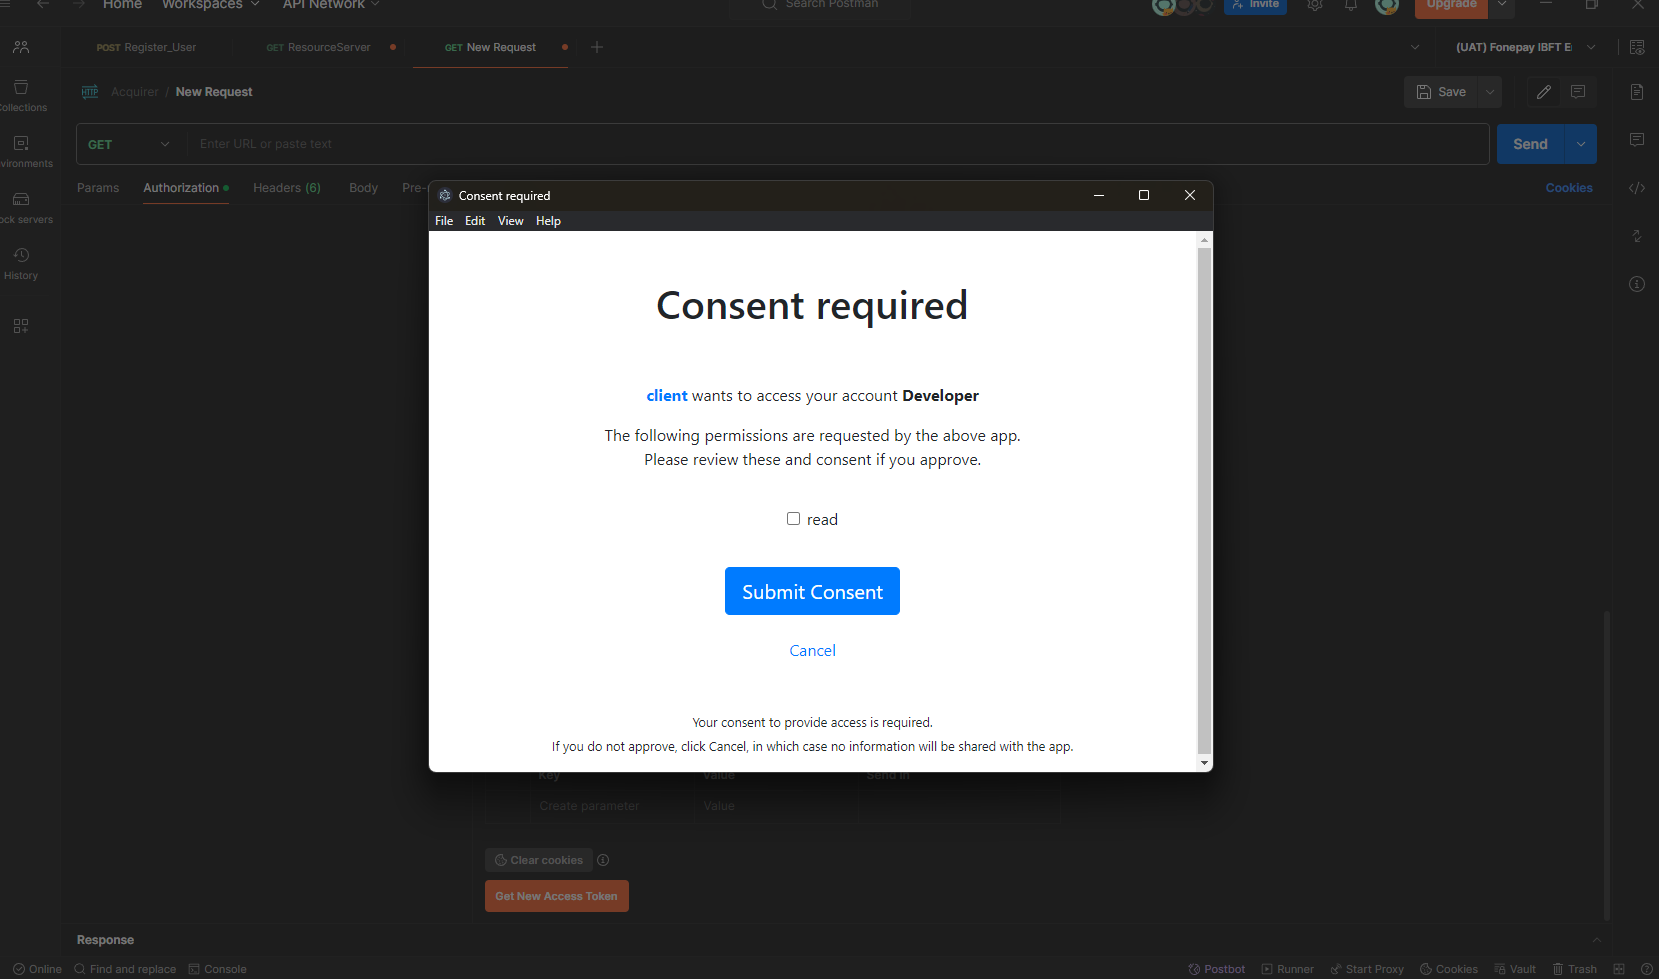 Home Workspaces API Network Search Postman Invite Upgrade
POST Register_User GET ResourceServer GET New Request (UAT) Fonepay IBFT E
HTTP Acquirer / New Request Save
GET Enter URL or paste text Send
Params Authorization Headers (6) Body Pre- Cookies
Collections
Environments
Mock servers
History
Consent required
File Edit View Help
Consent required
client wants to access your account Developer
The following permissions are requested by the above app.
Please review these and consent if you approve.
read
Submit Consent
Cancel
Your consent to provide access is required.
If you do not approve, click Cancel, in which case no information will be shared with the app.
Key Value Send In
Create parameter Value
Clear cookies
Get New Access Token
Response
Online Find and replace Console Postbot Runner Start Proxy Cookies Vault Trash